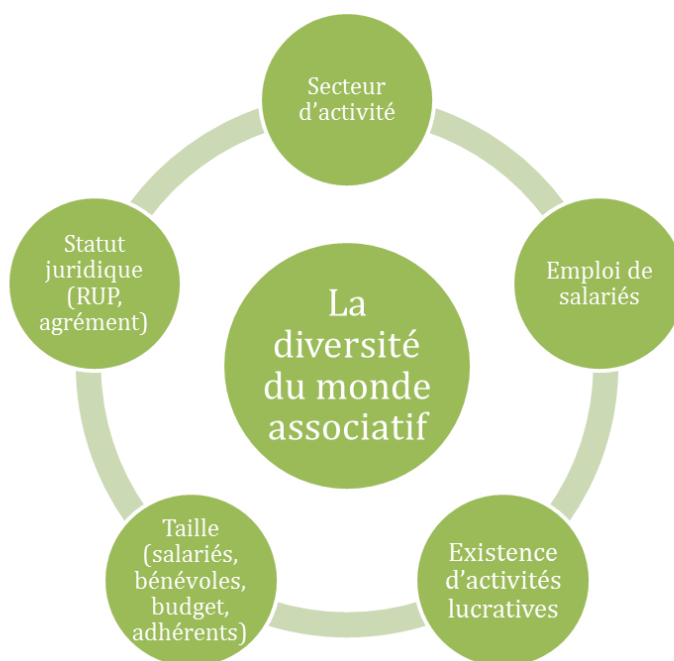 Secteur
d’activité
Statut
juridique
(RUP,
agrément)
Emploi de
salariés
La
diversité
du monde
associatif
Taille
(salariés,
bénévoles,
budget,
adhérents)
Existence
d’activités
lucratives